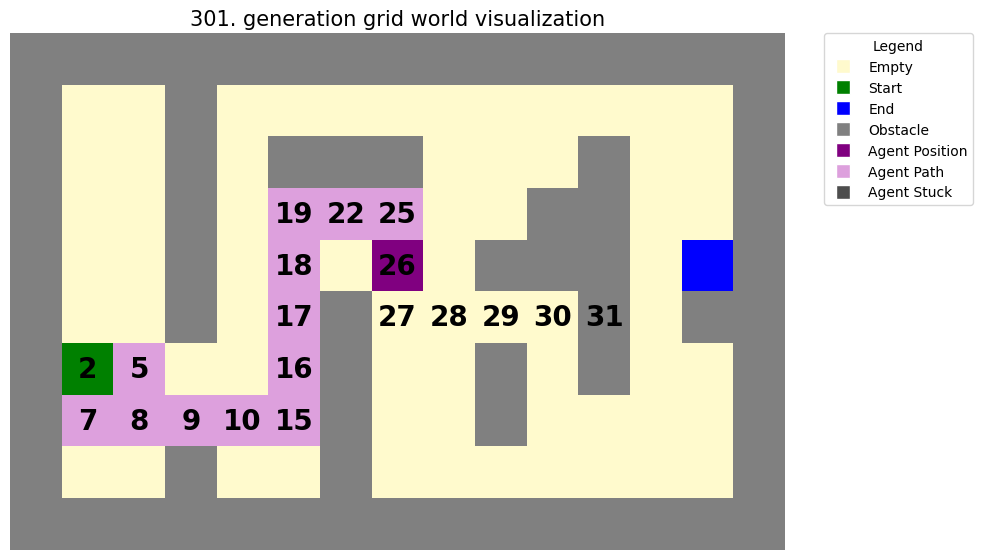 301. generation grid world visualization
Legend
Empty
Start
End
Obstacle
Agent Position
Agent Path
Agent Stuck
19 22 25
18 26
17 27 28 29 30 31
2 5 16
7 8 9 10 15